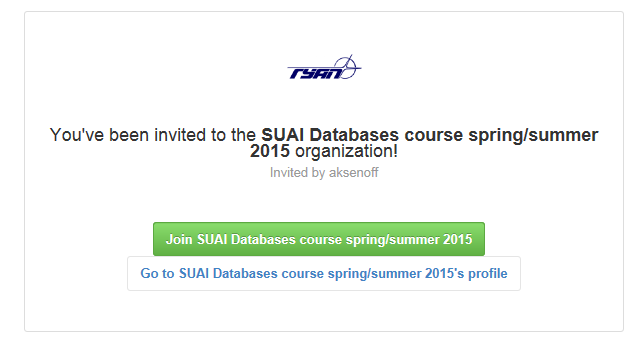 ГУАП
You've been invited to the SUAI Databases course spring/summer
2015 organization!
Invited by aksenoff
Join SUAI Databases course spring/summer 2015
Go to SUAI Databases course spring/summer 2015's profile